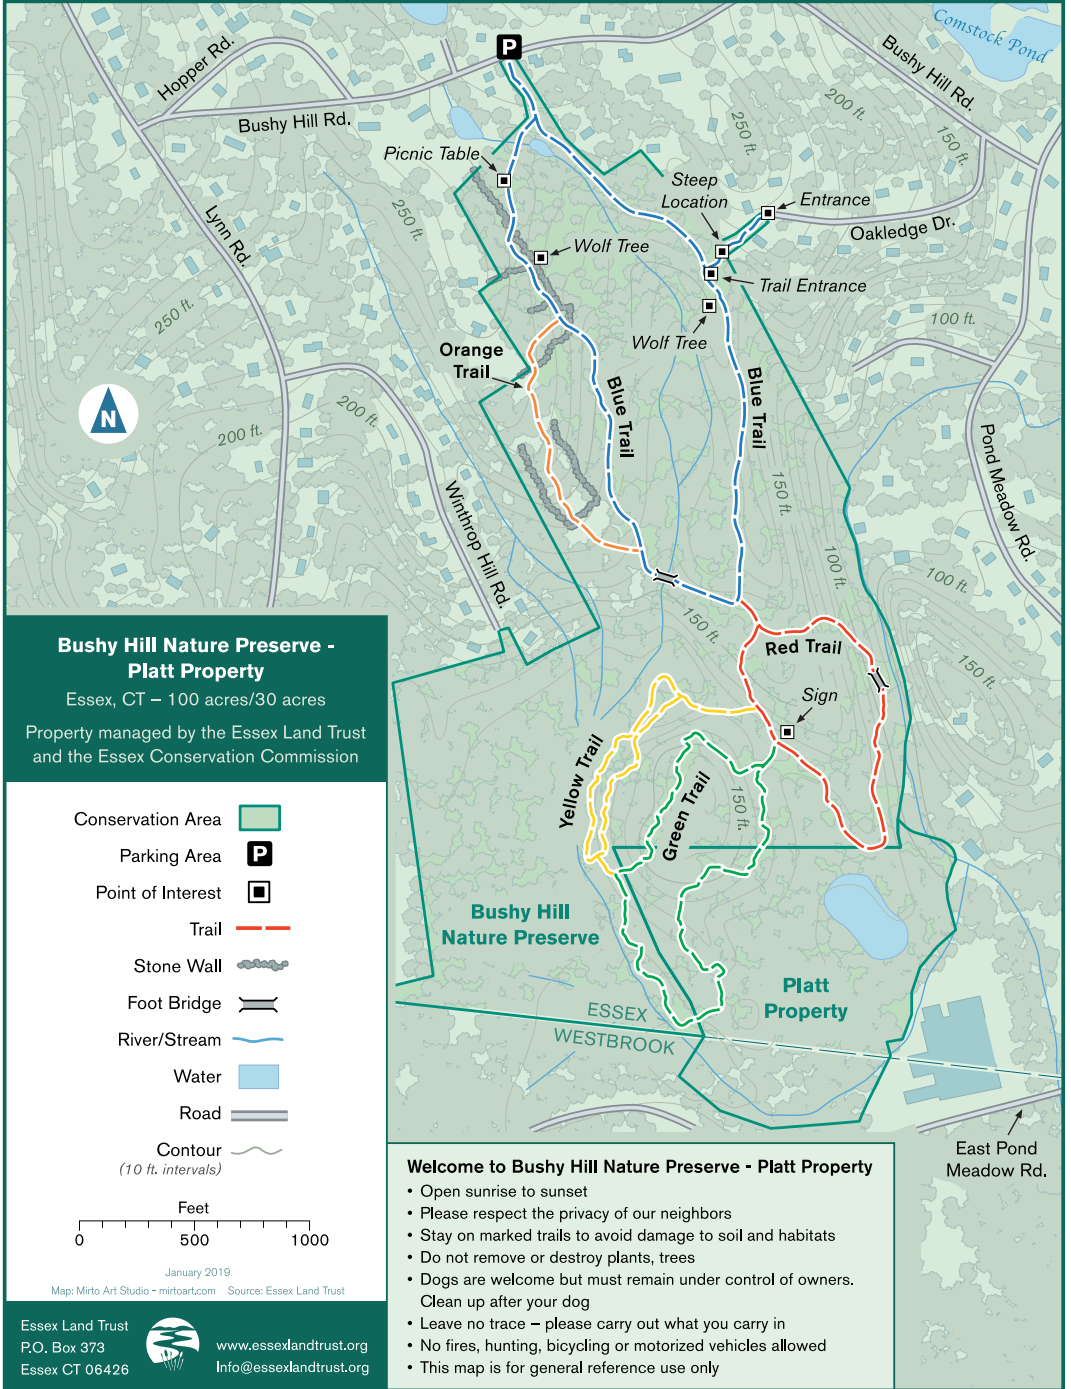 P
Comstock Pond
Hopper Rd.
Bushy Hill Rd.
Bushy Hill Rd.
200 ft.
250 ft.
150 ft.
Picnic Table
Steep
Location
Entrance
Oakledge Dr.
250 ft.
Lynn Rd.
Wolf Tree
Trail Entrance
250 ft.
Wolf Tree
100 ft.
Orange
Trail
Blue Trail
Blue Trail
N
200 ft.
200 ft.
Pond Meadow Rd.
Winthrop Hill Rd.
150 ft.
100 ft.
100 ft.
150 ft.
Red Trail
150 ft.
Sign
Yellow Trail
Green Trail
150 ft.
Bushy Hill
Nature Preserve
Platt
Property
ESSEX
WESTBROOK
East Pond
Meadow Rd.
Bushy Hill Nature Preserve -
Platt Property
Essex, CT – 100 acres/30 acres
Property managed by the Essex Land Trust
and the Essex Conservation Commission
Conservation Area
Parking Area P
Point of Interest
Trail
Stone Wall
Foot Bridge
River/Stream
Water
Road
Contour
(10 ft. intervals)
Feet
0 500 1000
January 2019
Map: Mirto Art Studio - mirtoart.com Source: Essex Land Trust
Essex Land Trust
P.O. Box 373
Essex CT 06426
www.essexlandtrust.org
Info@essexlandtrust.org
Welcome to Bushy Hill Nature Preserve - Platt Property
• Open sunrise to sunset
• Please respect the privacy of our neighbors
• Stay on marked trails to avoid damage to soil and habitats
• Do not remove or destroy plants, trees
• Dogs are welcome but must remain under control of owners.
Clean up after your dog
• Leave no trace – please carry out what you carry in
• No fires, hunting, bicycling or motorized vehicles allowed
• This map is for general reference use only